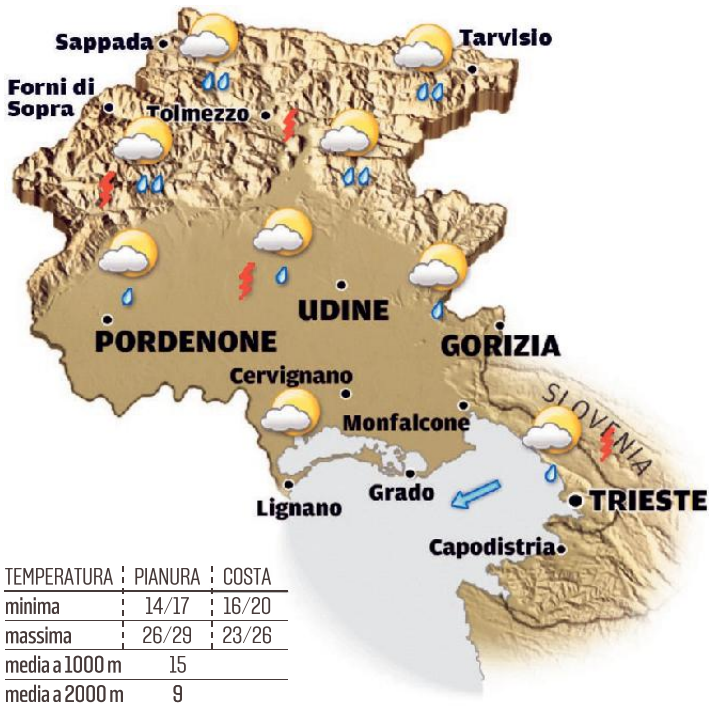 Sappada
Tarvisio
Forni di
Sopra
Tolmezzo
UDINE
PORDENONE
GORIZIA
Cervignano
SLOVENIA
Monfalcone
Lignano
Grado
TRIESTE
Capodistria
TEMPERATURA PIANURA COSTA
minima 14/17 16/20
massima 26/29 23/26
media a 1000 m 15
media a 2000 m 9